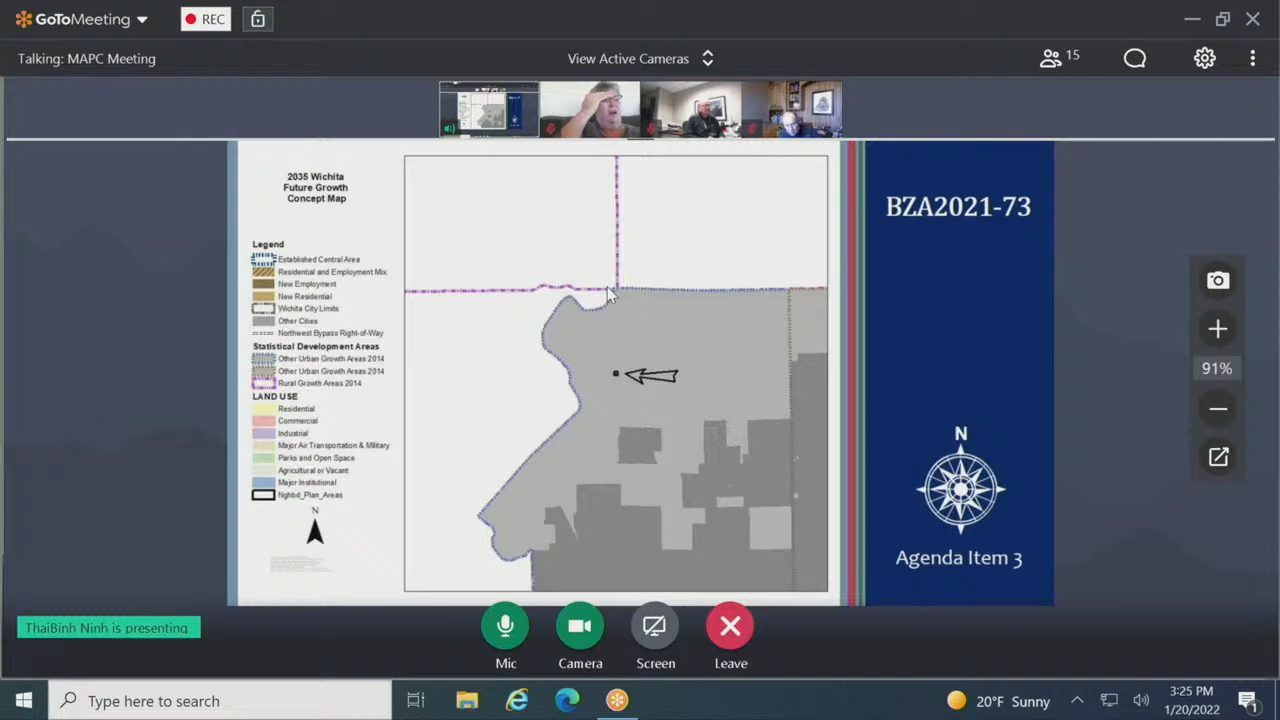 GoToMeeting
REC
Talking: MAPC Meeting
View Active Cameras
15
2035 Wichita
Future Growth
Concept Map
Legend
Established Central Area
Residential and Employment Mix
New Employment
New Residential
Wichita City Limits
Other Cities
Northwest Bypass Right-of-Way
Statistical Development Areas
Other Urban Growth Areas 2014
Other Urban Growth Areas 2014
Rural Growth Areas 2014
LAND USE
Residential
Commercial
Industrial
Major Air Transportation & Military
Parks and Open Space
Agricultural or Vacant
Major Institutional
Nghbd_Plan_Areas
N
BZA2021-73
N
Agenda Item 3
91%
ThaiBinh Ninh is presenting
Mic
Camera
Screen
Leave
Type here to search
20°F Sunny
3:25 PM
1/20/2022
1